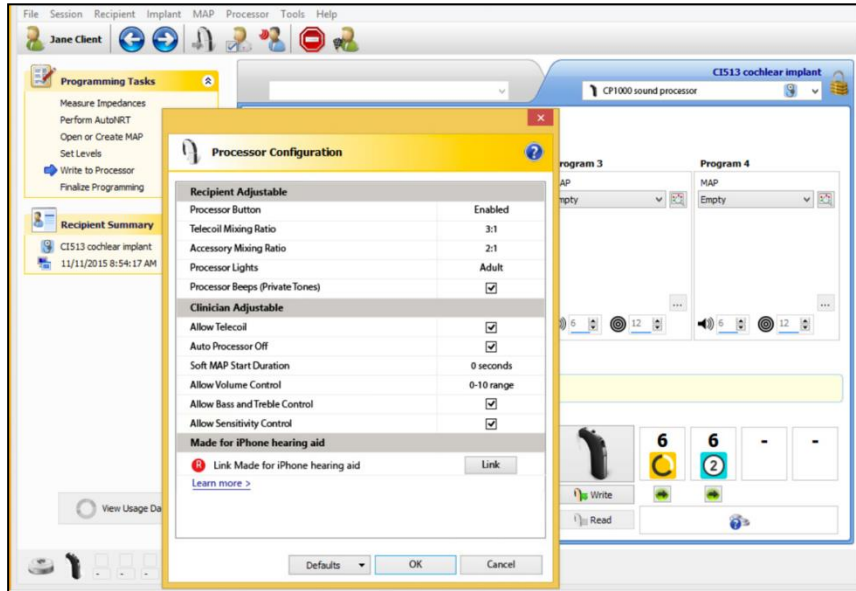 File Session Recipient Implant MAP Processor Tools Help
Jane Client
CI513 cochlear implant
CP1000 sound processor
Programming Tasks
Measure Impedances
Perform AutoNRT
Open or Create MAP
Set Levels
Write to Processor
Finalize Programming
Recipient Summary
CI513 cochlear implant
11/11/2015 8:54:17 AM
View Usage Da
Processor Configuration
Recipient Adjustable
Processor Button Enabled
Telecoil Mixing Ratio 3:1
Accessory Mixing Ratio 2:1
Processor Lights Adult
Processor Beeps (Private Tones)
Clinician Adjustable
Allow Telecoil
Auto Processor Off
Soft MAP Start Duration 0 seconds
Allow Volume Control 0-10 range
Allow Bass and Treble Control
Allow Sensitivity Control
Made for iPhone hearing aid
R Link Made for iPhone hearing aid Link
Learn more >
Defaults OK Cancel
rogram 3 Program 4
AP MAP
mpty Empty
... ...
6 12 6 12
6 6 - -
2
Write
Read